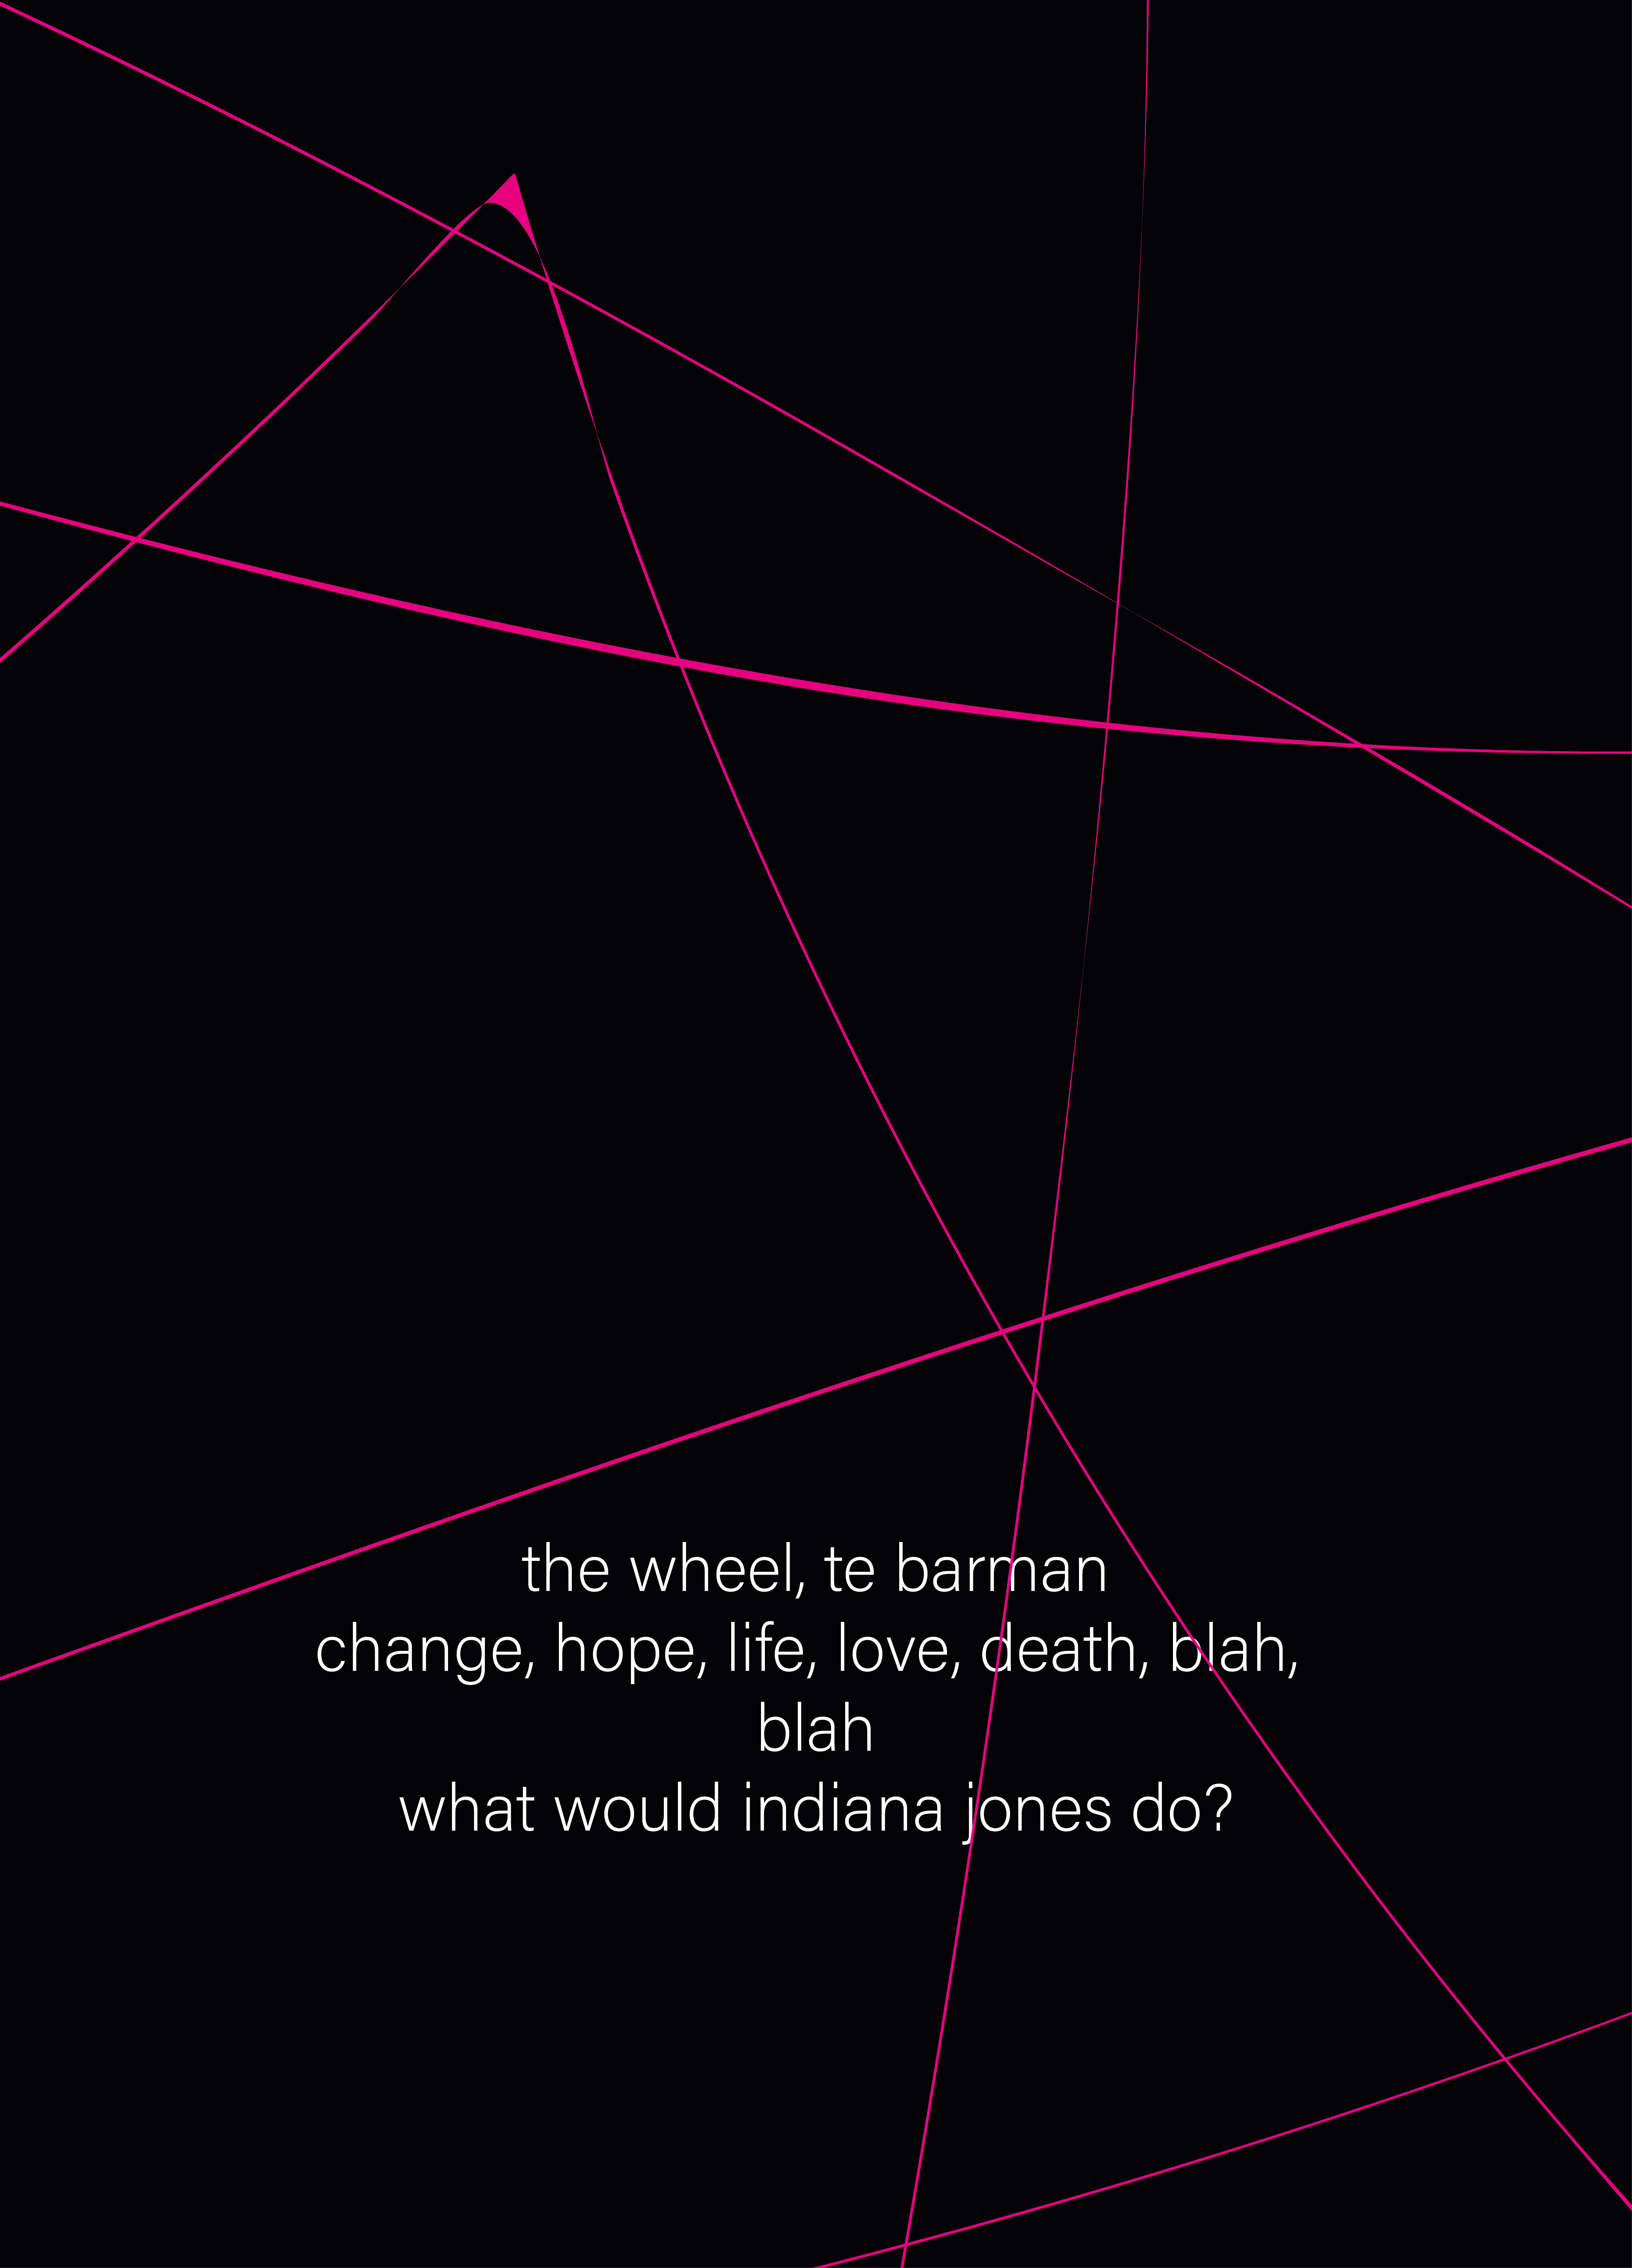 the wheel, te barman
change, hope, life, love, death, blah,
blah
what would indiana jones do?